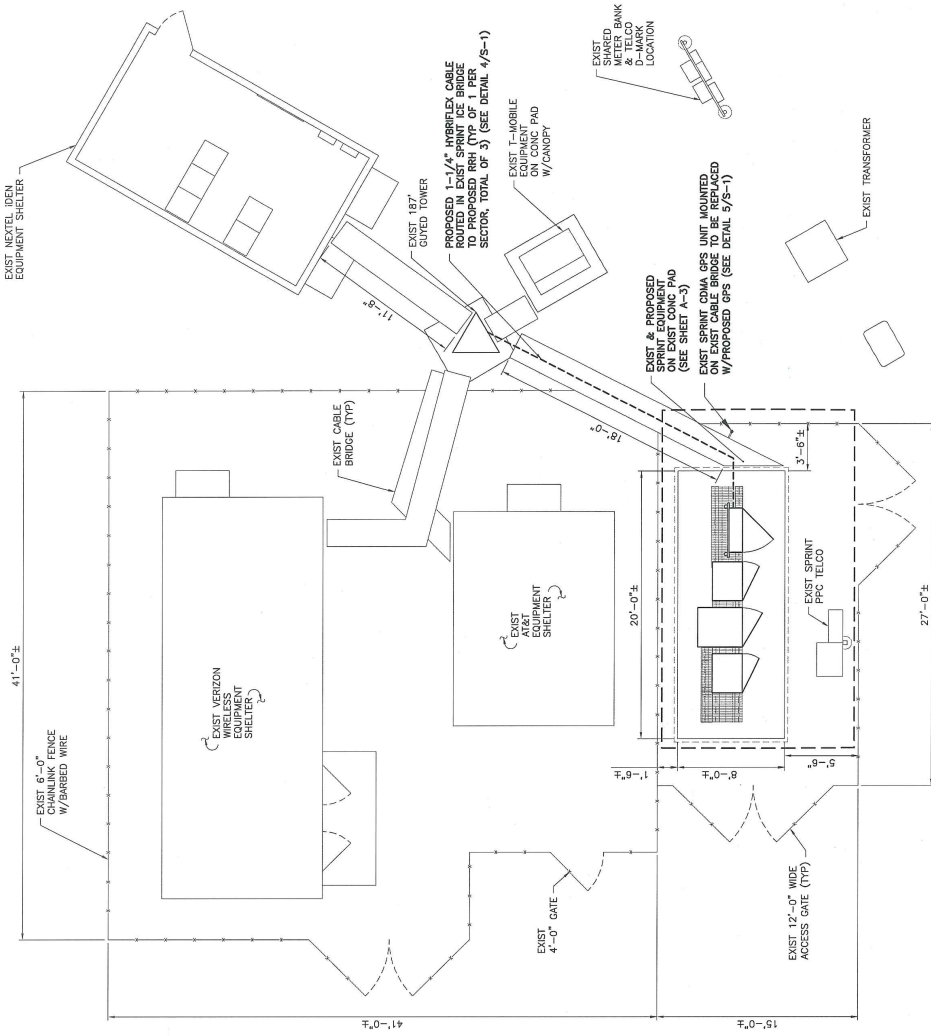 EXIST NEXTEL IDEN
EQUIPMENT SHELTER
11'-8"
EXIST 187'
GUYED TOWER
PROPOSED 1-1/4" HYBRIFLEX CABLE
ROUTED IN EXIST SPRINT ICE BRIDGE
TO PROPOSED RRH (TYP OF 1 PER
SECTOR, TOTAL OF 3) (SEE DETAIL 4/S-1)
EXIST T-MOBILE
EQUIPMENT
ON CONC PAD
W/CANOPY
EXIST
SHARED
METER BANK
& TELCO
D-MARK
LOCATION
EXIST TRANSFORMER
EXIST & PROPOSED
SPRINT EQUIPMENT
ON EXIST CONC PAD
(SEE SHEET A-3)
EXIST SPRINT CDMA GPS UNIT MOUNTED
ON EXIST CABLE BRIDGE TO BE REPLACED
W/PROPOSED GPS (SEE DETAIL 5/S-1)
41'-0"±
EXIST CABLE
BRIDGE (TYP)
18'-0"
3'-6"±
EXIST VERIZON
WIRELESS
EQUIPMENT
SHELTER
EXIST
AT&T
EQUIPMENT
SHELTER
20'-0"±
EXIST SPRINT
PPC TELCO
27'-0"±
EXIST 6'-0"
CHAINLINK FENCE
W/BARBED WIRE
1'-6"±
8'-0"±
5'-6"
EXIST
4'-0" GATE
EXIST 12'-0" WIDE
ACCESS GATE (TYP)
41'-0"±
15'-0"±